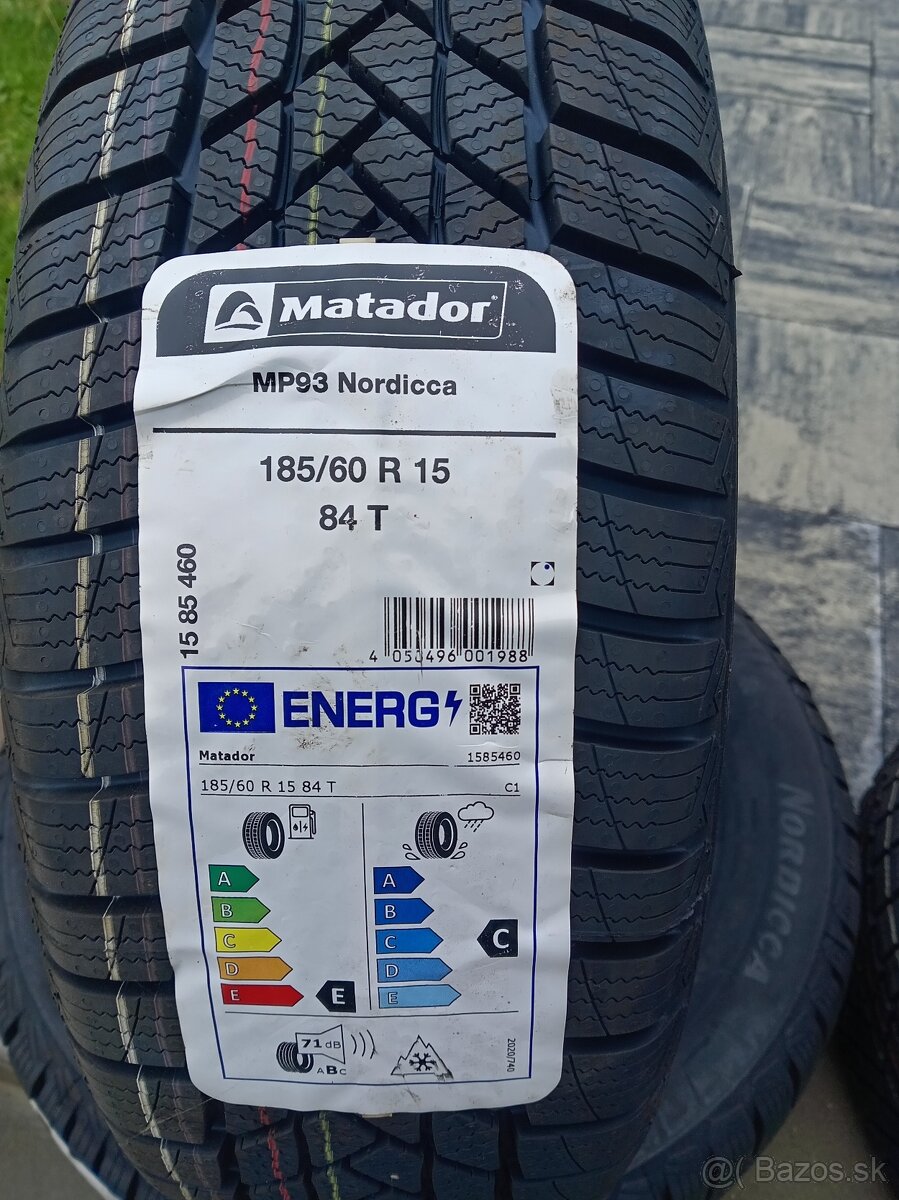 Matador
MP93 Nordicca
185/60 R 15
84 T
15 85 460
4 050496 001988
ENERG
Matador 1585460
185/60 R 15 84 T C1
A A
B B
C C C
D D
E E E
71 dB
ABC
2020/740
NORDICCA
@( Bazos.sk